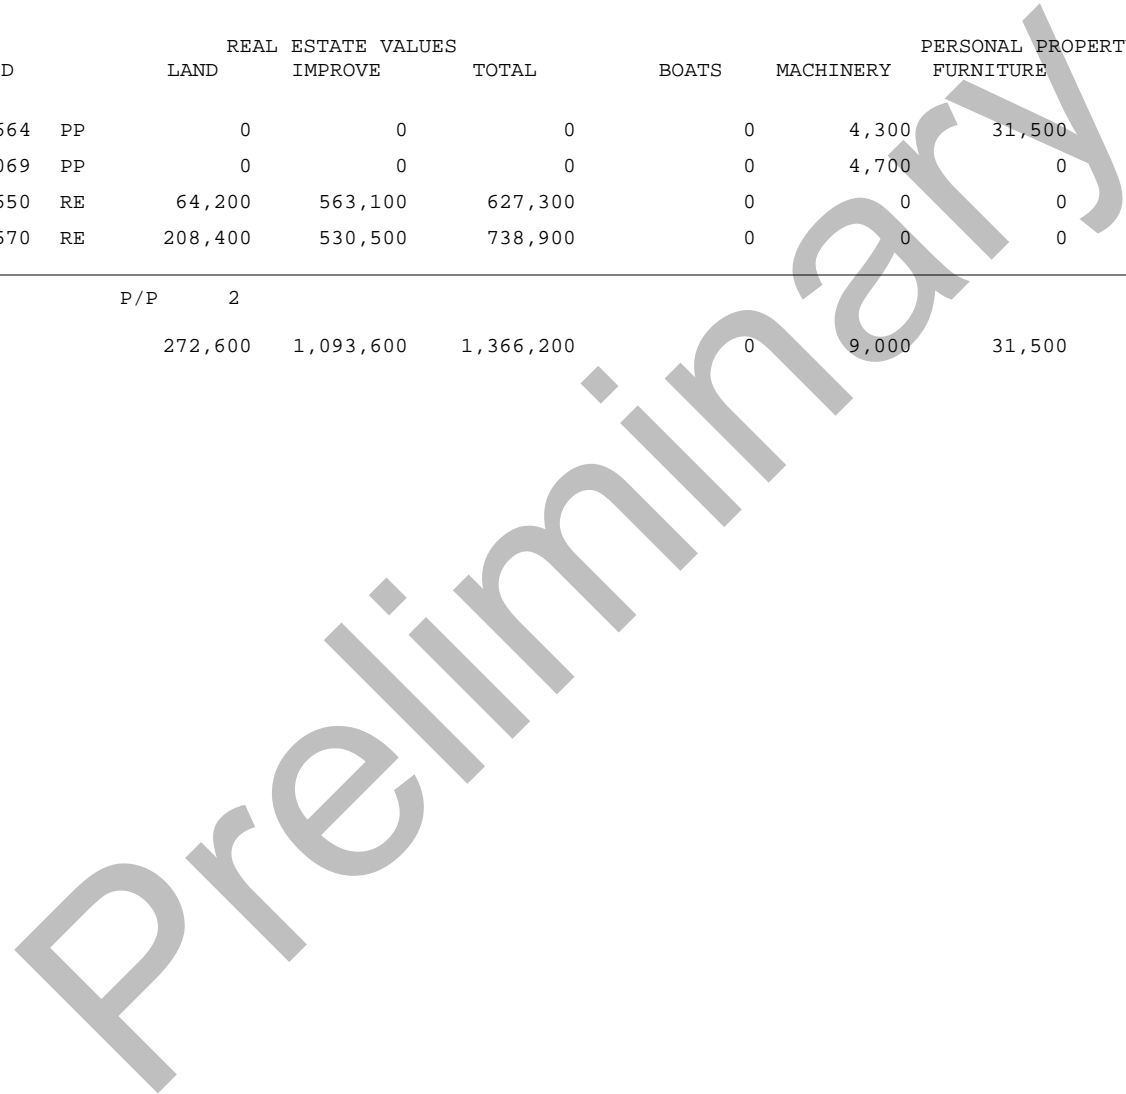 REAL ESTATE VALUES PERSONAL PROPERT
D LAND IMPROVE TOTAL BOATS MACHINERY FURNITURE
564 PP 0 0 0 0 4,300 31,500
069 PP 0 0 0 0 4,700 0
550 RE 64,200 563,100 627,300 0 0 0
570 RE 208,400 530,500 738,900 0 0 0
P/P 2
272,600 1,093,600 1,366,200 0 9,000 31,500
Preliminary